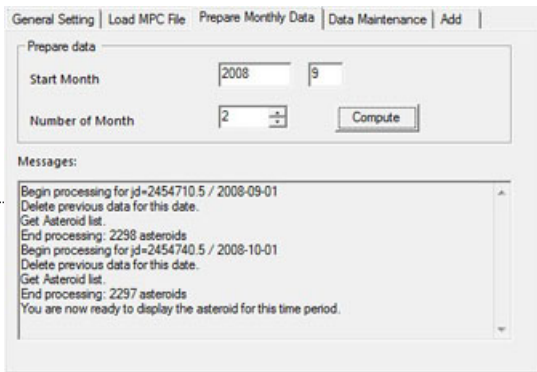 General Setting Load MPC File Prepare Monthly Data Data Maintenance Add
Prepare data
Start Month 2008 9
Number of Month 2 Compute
Messages:
Begin processing for jd=2454710.5 / 2008-09-01
Delete previous data for this date.
Get Asteroid list.
End processing: 2298 asteroids
Begin processing for jd=2454740.5 / 2008-10-01
Delete previous data for this date.
Get Asteroid list.
End processing: 2297 asteroids
You are now ready to display the asteroid for this time period.